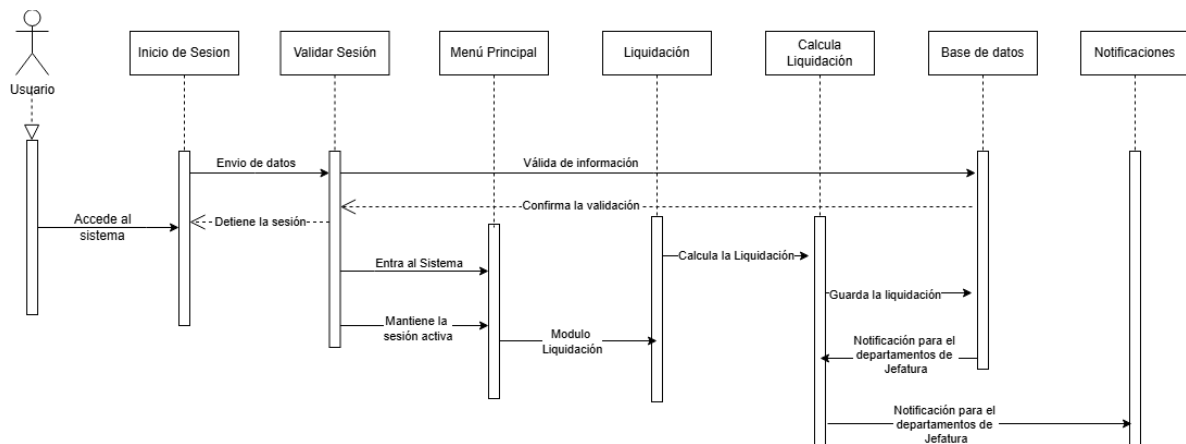 Usuario
Inicio de Sesion
Validar Sesión
Menú Principal
Liquidación
Calcula
Liquidación
Base de datos
Notificaciones
Envio de datos
Válida de información
Confirma la validación
Detiene la sesión
Accede al
sistema
Calcula la Liquidación
Entra al Sistema
Guarda la liquidación
Mantiene la
sesión activa
Modulo
Liquidación
Notificación para el
departamentos de
Jefatura
Notificación para el
departamentos de
Jefatura